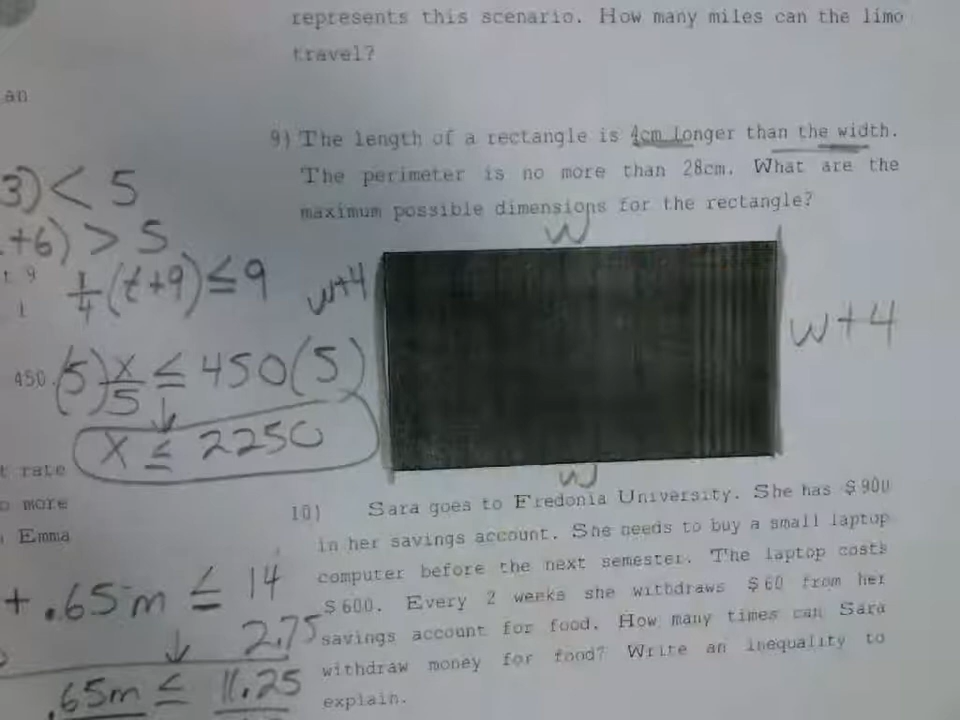 represents this scenario. How many miles can the limo
travel?
an
9) The length of a rectangle is 4cm longer than the width.
The perimeter is no more than 28cm. What are the
maximum possible dimensions for the rectangle?
3) < 5
+6) > 5
t 9
1/4 (t+9) ≤ 9
1
W
w+4
w+4
W
450.
(5) x/5 ≤ 450(5)
x ≤ 2250
t rate
o more
Emma
10) Sara goes to Fredonia University. She has $900
in her savings account. She needs to buy a small laptop
computer before the next semester. The laptop costs
$600. Every 2 weeks she withdraws $60 from her
savings account for food. How many times can Sara
withdraw money for food? Write an inequality to
explain.
+ .65m ≤ 14
2.75
.65m ≤ 11.25